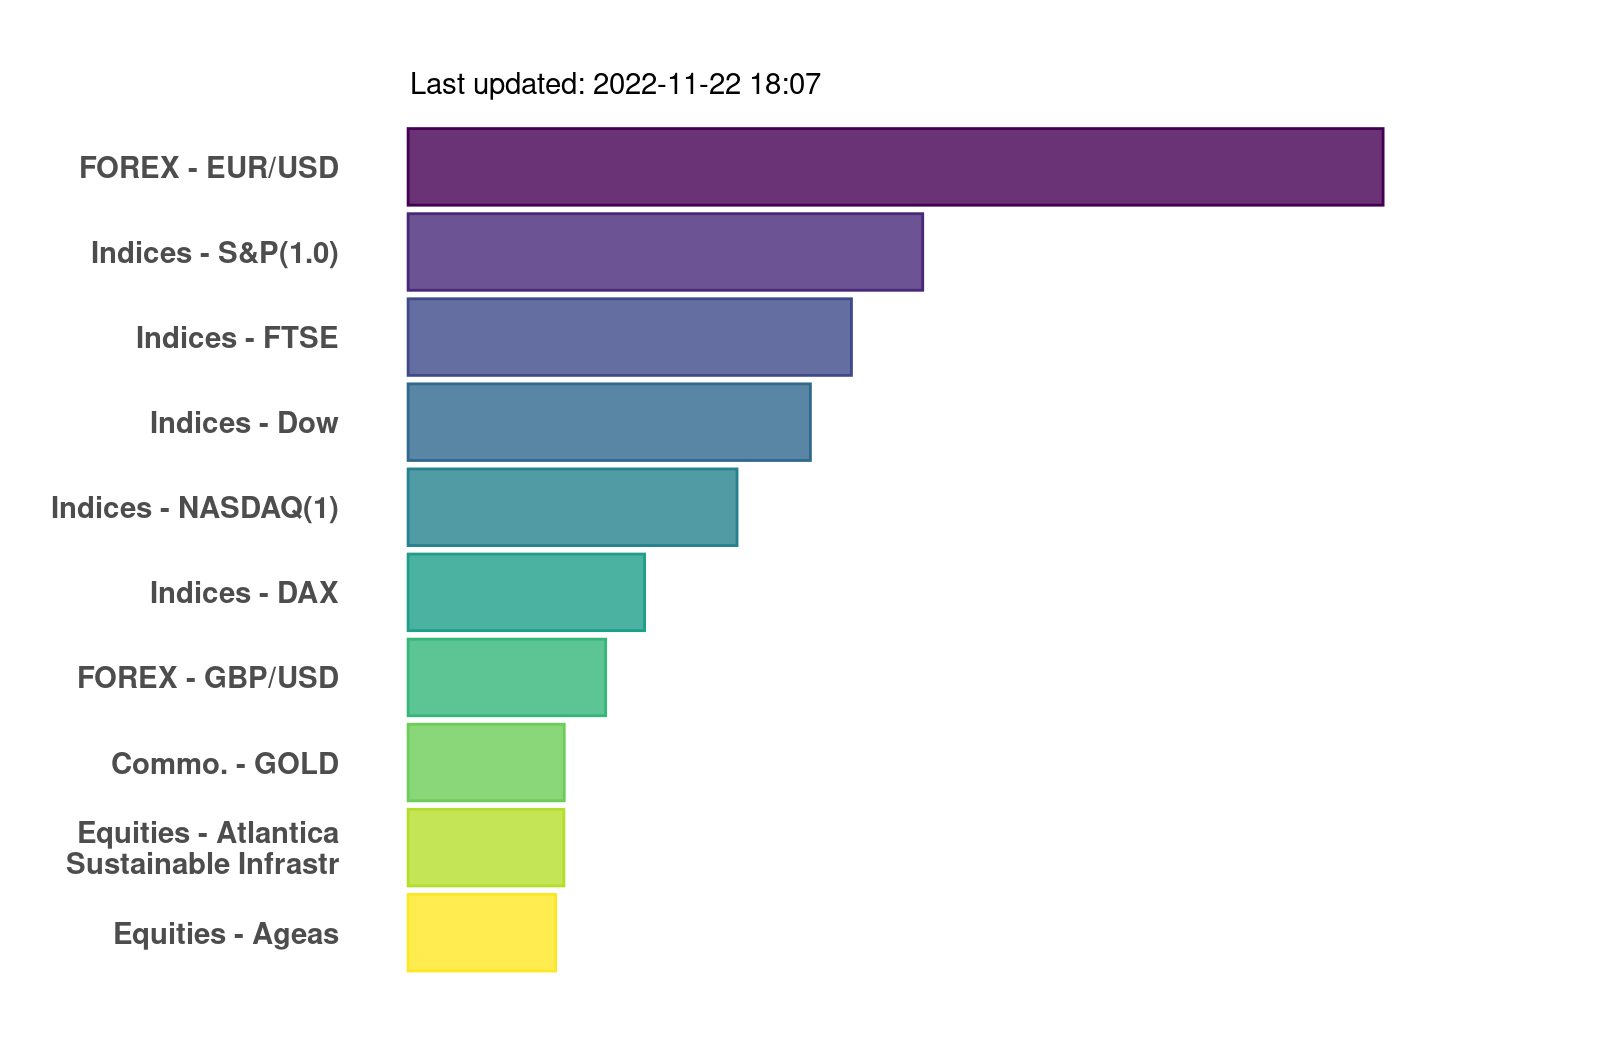 Last updated: 2022-11-22 18:07
FOREX - EUR/USD
Indices - S&P(1.0)
Indices - FTSE
Indices - Dow
Indices - NASDAQ(1)
Indices - DAX
FOREX - GBP/USD
Commo. - GOLD
Equities - Atlantica
Sustainable Infrastr
Equities - Ageas